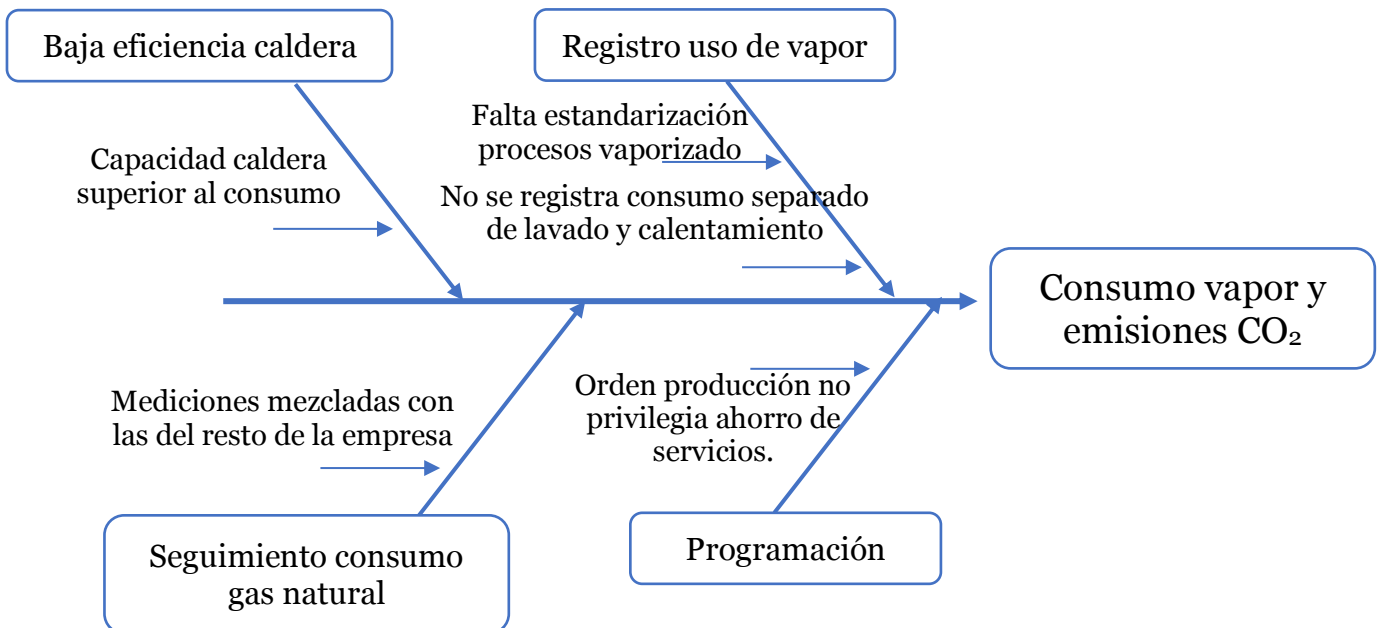 Baja eficiencia caldera
Registro uso de vapor
Falta estandarización
procesos vaporizado
Capacidad caldera
superior al consumo
No se registra consumo separado
de lavado y calentamiento
Consumo vapor y
emisiones CO₂
Mediciones mezcladas con
las del resto de la empresa
Orden producción no
privilegia ahorro de
servicios.
Seguimiento consumo
gas natural
Programación